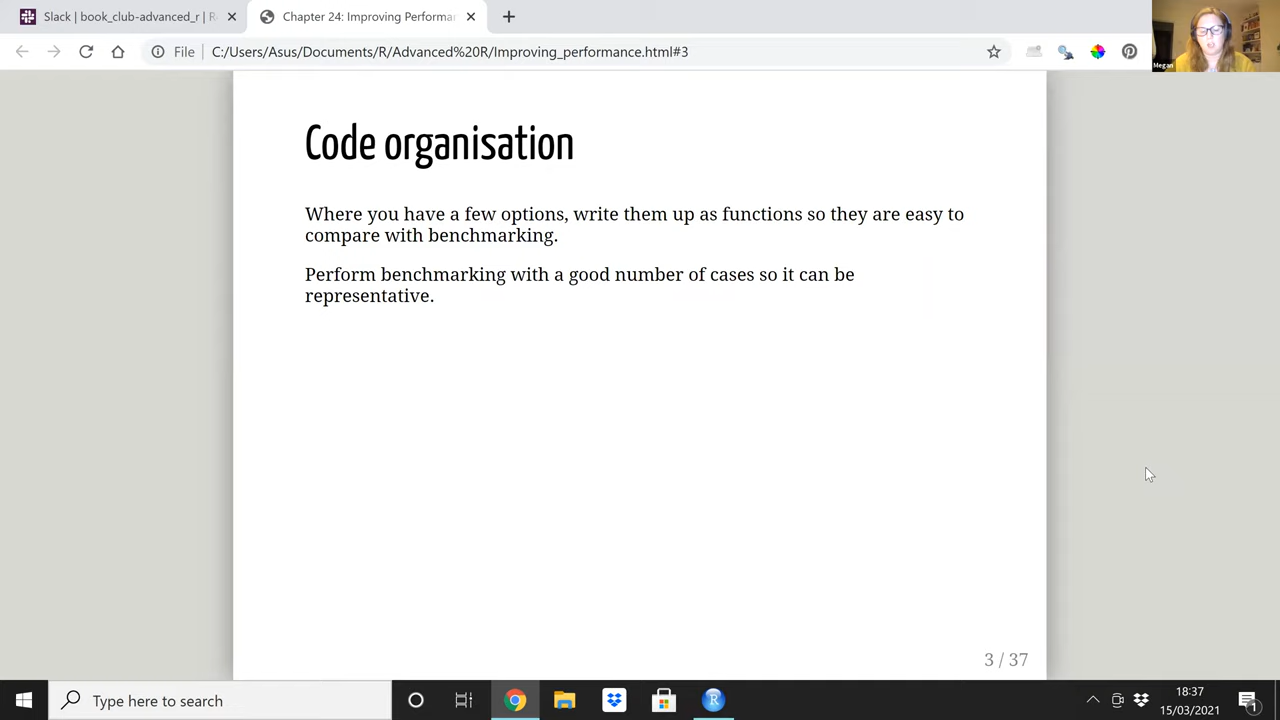 Slack | book_club-advanced_r | R
Chapter 24: Improving Performan
File
C:/Users/Asus/Documents/R/Advanced%20R/Improving_performance.html#3
Megan
Code organisation
Where you have a few options, write them up as functions so they are easy to
compare with benchmarking.
Perform benchmarking with a good number of cases so it can be
representative.
3 / 37
Type here to search
R
18:37
15/03/2021
1